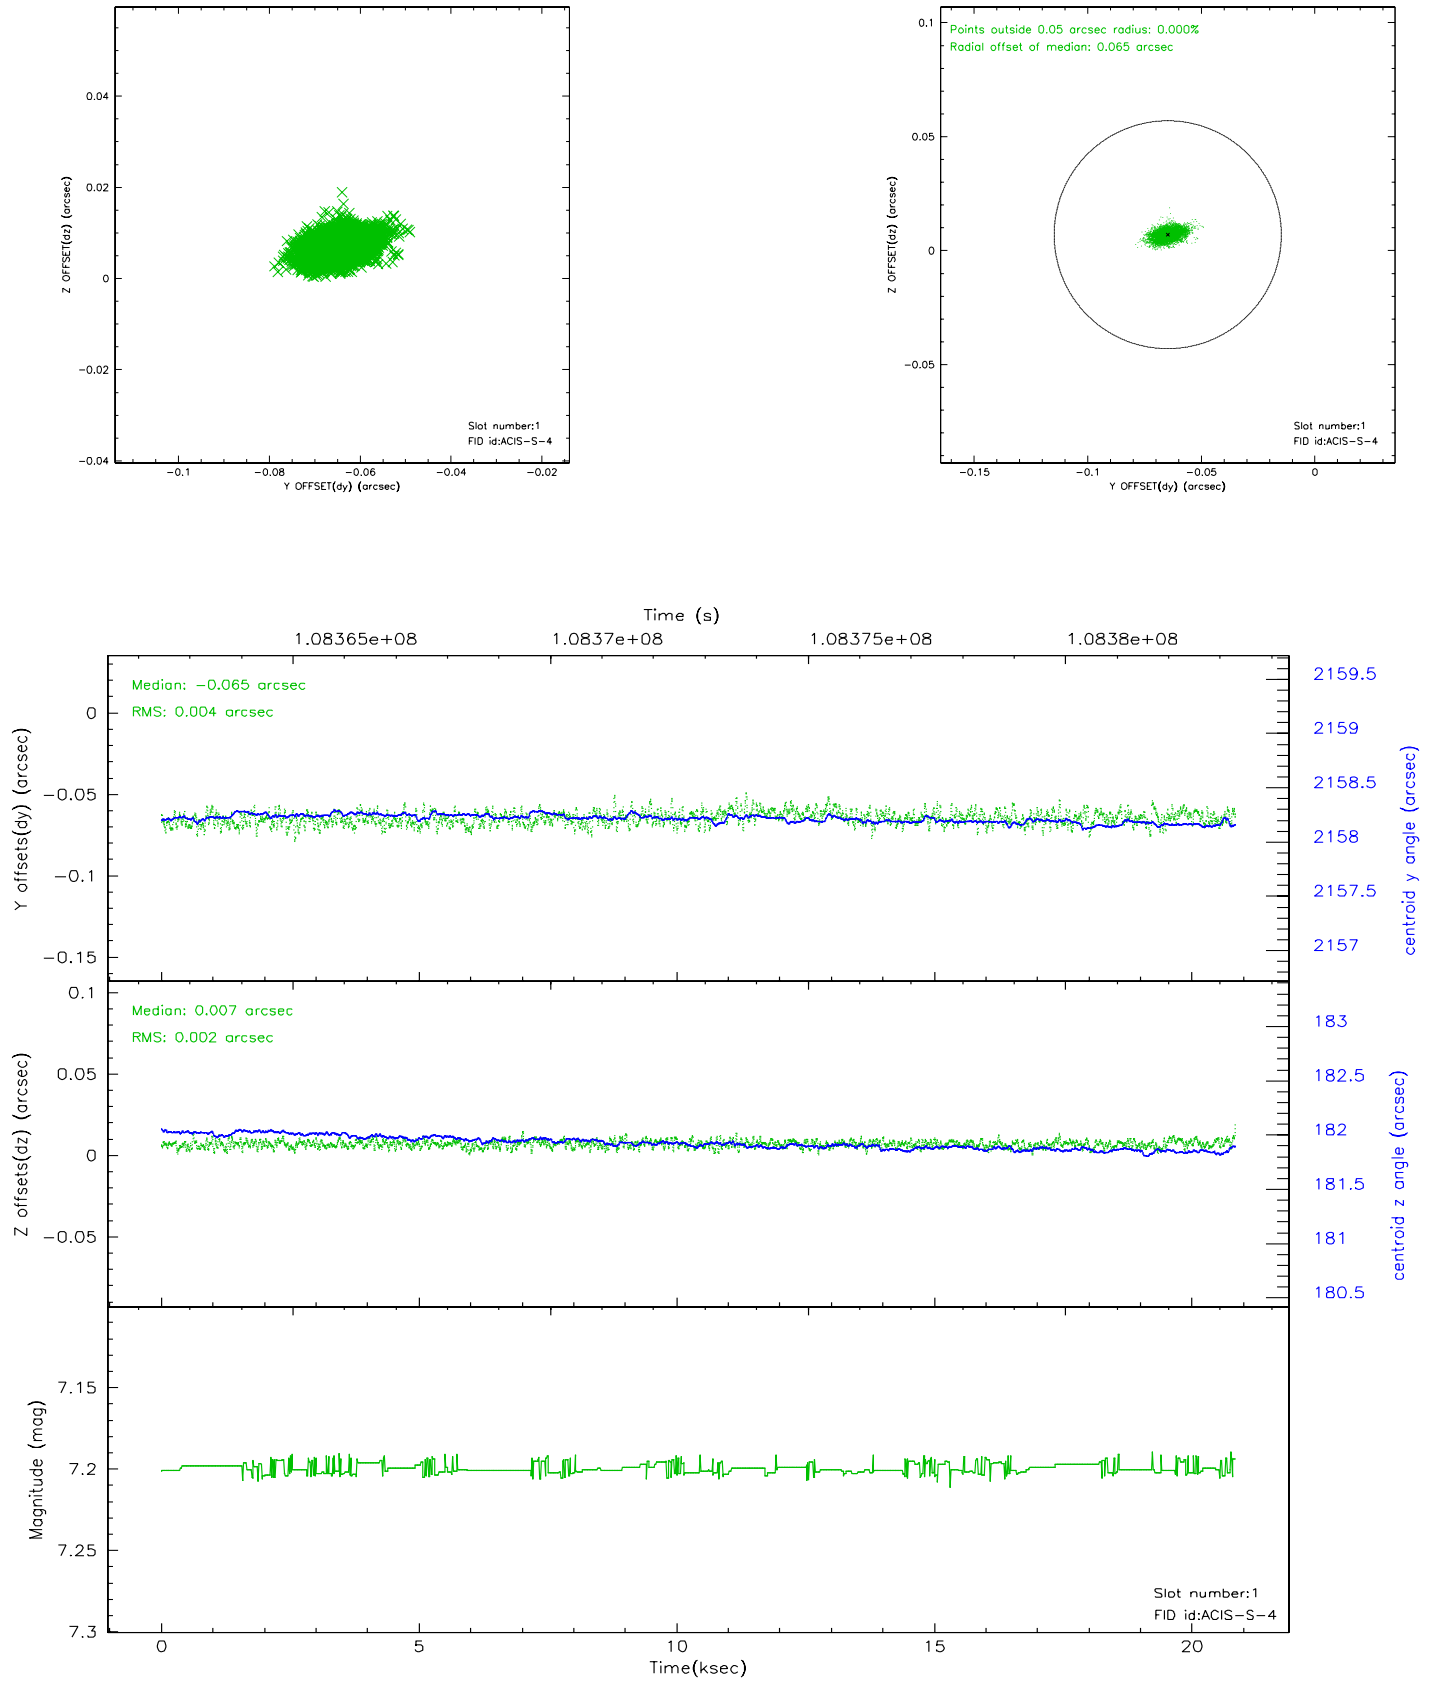 0.04
0.02
0
-0.02
-0.04
Z OFFSET(dz) (arcsec)
-0.1
-0.08
-0.06
-0.04
-0.02
Y OFFSET(dy) (arcsec)
Slot number:1
FID id:ACIS-S-4
Points outside 0.05 arcsec radius: 0.000%
Radial offset of median: 0.065 arcsec
0.1
0.05
0
-0.05
Z OFFSET(dz) (arcsec)
-0.15
-0.1
-0.05
0
Y OFFSET(dy) (arcsec)
Slot number:1
FID id:ACIS-S-4
Time (s)
1.08365e+08
1.0837e+08
1.08375e+08
1.0838e+08
Median: -0.065 arcsec
RMS: 0.004 arcsec
0
-0.05
-0.1
-0.15
Y offsets(dy) (arcsec)
2159.5
2159
2158.5
2158
2157.5
2157
centroid y angle (arcsec)
Median: 0.007 arcsec
RMS: 0.002 arcsec
0.1
0.05
0
-0.05
Z offsets(dz) (arcsec)
183
182.5
182
181.5
181
180.5
centroid z angle (arcsec)
7.15
7.2
7.25
7.3
Magnitude (mag)
Slot number:1
FID id:ACIS-S-4
0
5
10
15
20
Time(ksec)